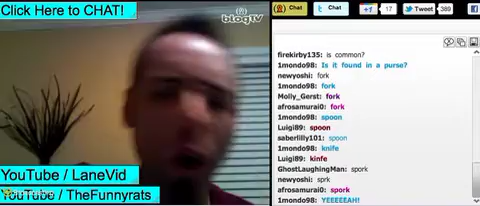 Click Here to CHAT!
blogTV
YouTube / LaneVid
YouTube / TheFunnyrats
Chat
Chat
+1
17
Tweet
389
firekirby135: is common?
1mondo98: Is it found in a purse?
newyoshi: fork
1mondo98: fork
Molly_Gerst: fork
afrosamurai0: fork
1mondo98: spoon
Luigi89: spoon
saberlilly101: spoon
1mondo98: knife
Luigi89: kinfe
GhostLaughingMan: spork
newyoshi: sprk
afrosamurai0: spork
1mondo98: YEEEEEAH!